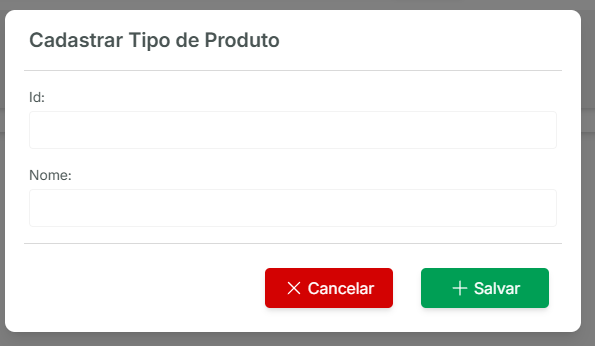 Cadastrar Tipo de Produto
Id:
Nome:
Cancelar
Salvar